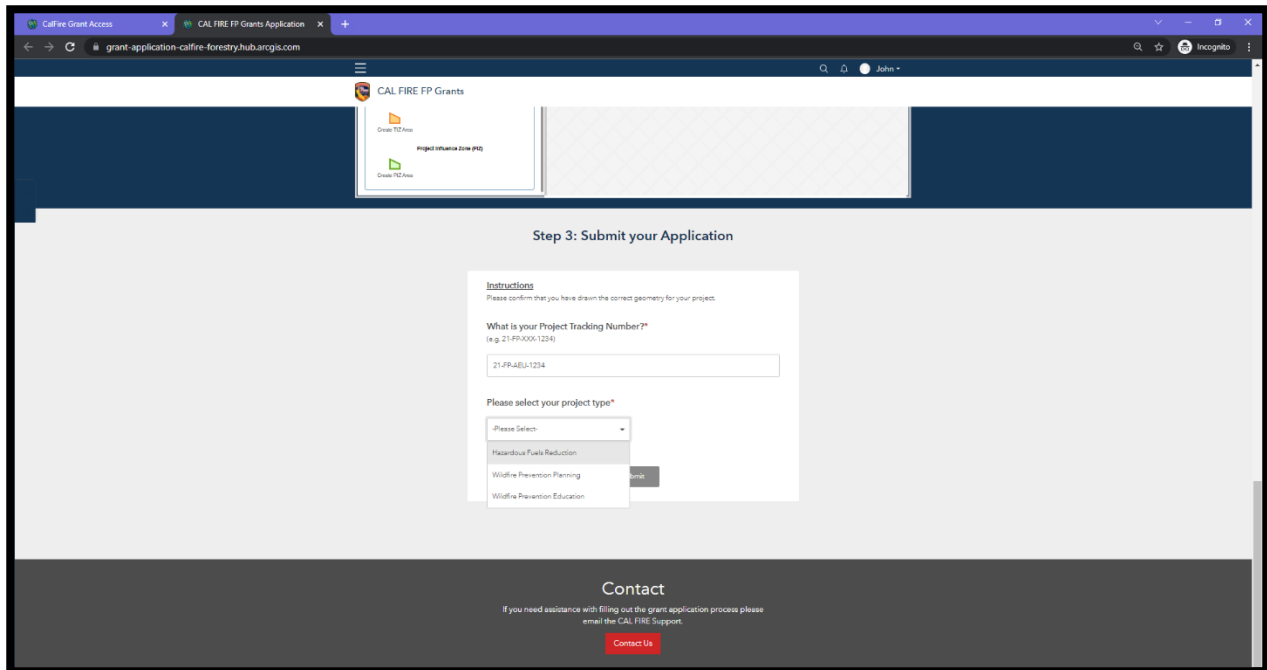 CalFire Grant Access
CAL FIRE FP Grants Application
grant-application-calfire-forestry.hub.arcgis.com
Incognito
John
CAL FIRE FP Grants
Create TIZ Area
Project Influence Zone (PIZ)
Create PIZ Area
Step 3: Submit your Application
Instructions
Please confirm that you have drawn the correct geometry for your project.
What is your Project Tracking Number?*
(e.g. 21-FP-XXX-1234)
21-FP-AEU-1234
Please select your project type*
-Please Select-
Hazardous Fuels Reduction
Wildfire Prevention Planning
Wildfire Prevention Education
Contact
If you need assistance with filling out the grant application process please
email the CAL FIRE Support.
Contact Us